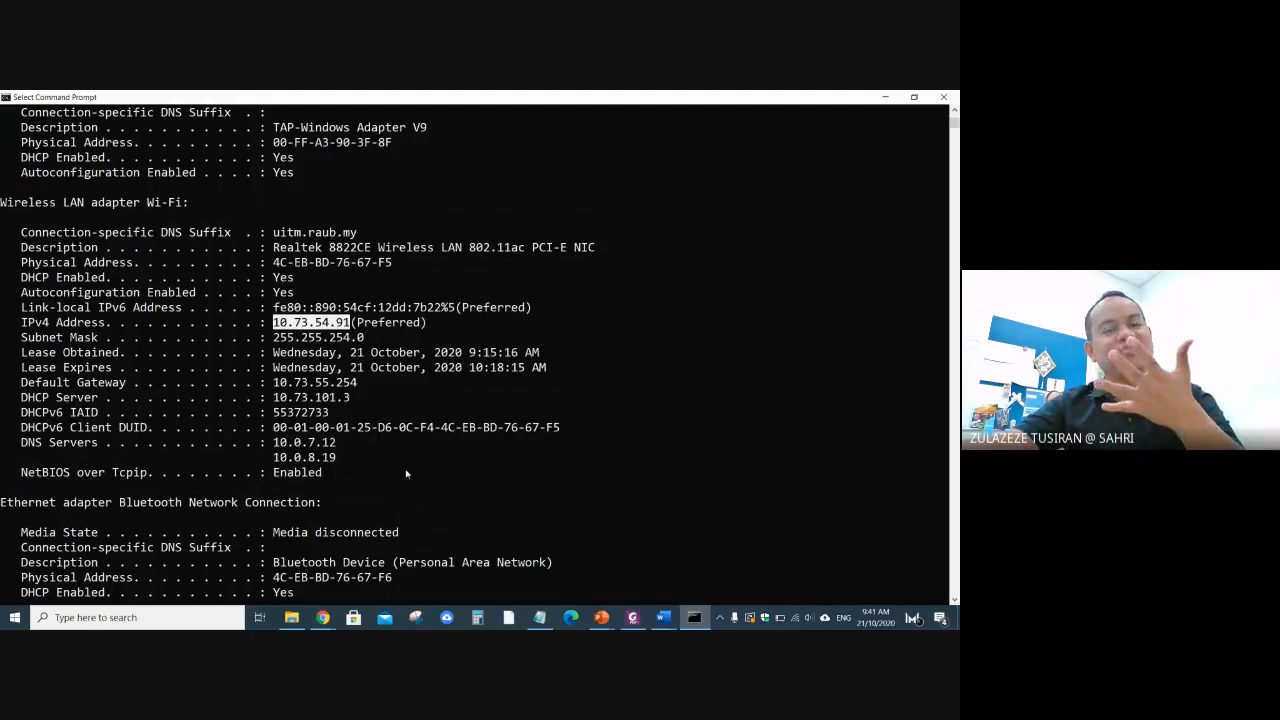 Select Command Prompt
Connection-specific DNS Suffix . :
Description . . . . . . . . . . . : TAP-Windows Adapter V9
Physical Address. . . . . . . . . : 00-FF-A3-90-3F-8F
DHCP Enabled. . . . . . . . . . . : Yes
Autoconfiguration Enabled . . . . : Yes
Wireless LAN adapter Wi-Fi:
Connection-specific DNS Suffix . : uitm.raub.my
Description . . . . . . . . . . . : Realtek 8822CE Wireless LAN 802.11ac PCI-E NIC
Physical Address. . . . . . . . . : 4C-EB-BD-76-67-F5
DHCP Enabled. . . . . . . . . . . : Yes
Autoconfiguration Enabled . . . . : Yes
Link-local IPv6 Address . . . . . : fe80::890:54cf:12dd:7b22%5(Preferred)
IPv4 Address. . . . . . . . . . . : 10.73.54.91(Preferred)
Subnet Mask . . . . . . . . . . . : 255.255.254.0
Lease Obtained. . . . . . . . . . : Wednesday, 21 October, 2020 9:15:16 AM
Lease Expires . . . . . . . . . . : Wednesday, 21 October, 2020 10:18:15 AM
Default Gateway . . . . . . . . . : 10.73.55.254
DHCP Server . . . . . . . . . . . : 10.73.101.3
DHCPv6 IAID . . . . . . . . . . . : 55372733
DHCPv6 Client DUID. . . . . . . . : 00-01-00-01-25-D6-0C-F4-4C-EB-BD-76-67-F5
DNS Servers . . . . . . . . . . . : 10.0.7.12
10.0.8.19
NetBIOS over Tcpip. . . . . . . . : Enabled
Ethernet adapter Bluetooth Network Connection:
Media State . . . . . . . . . . . : Media disconnected
Connection-specific DNS Suffix . :
Description . . . . . . . . . . . : Bluetooth Device (Personal Area Network)
Physical Address. . . . . . . . . : 4C-EB-BD-76-67-F6
DHCP Enabled. . . . . . . . . . . : Yes
Type here to search
ENG
9:41 AM
21/10/2020
ZULAZEZE TUSIRAN @ SAHRI